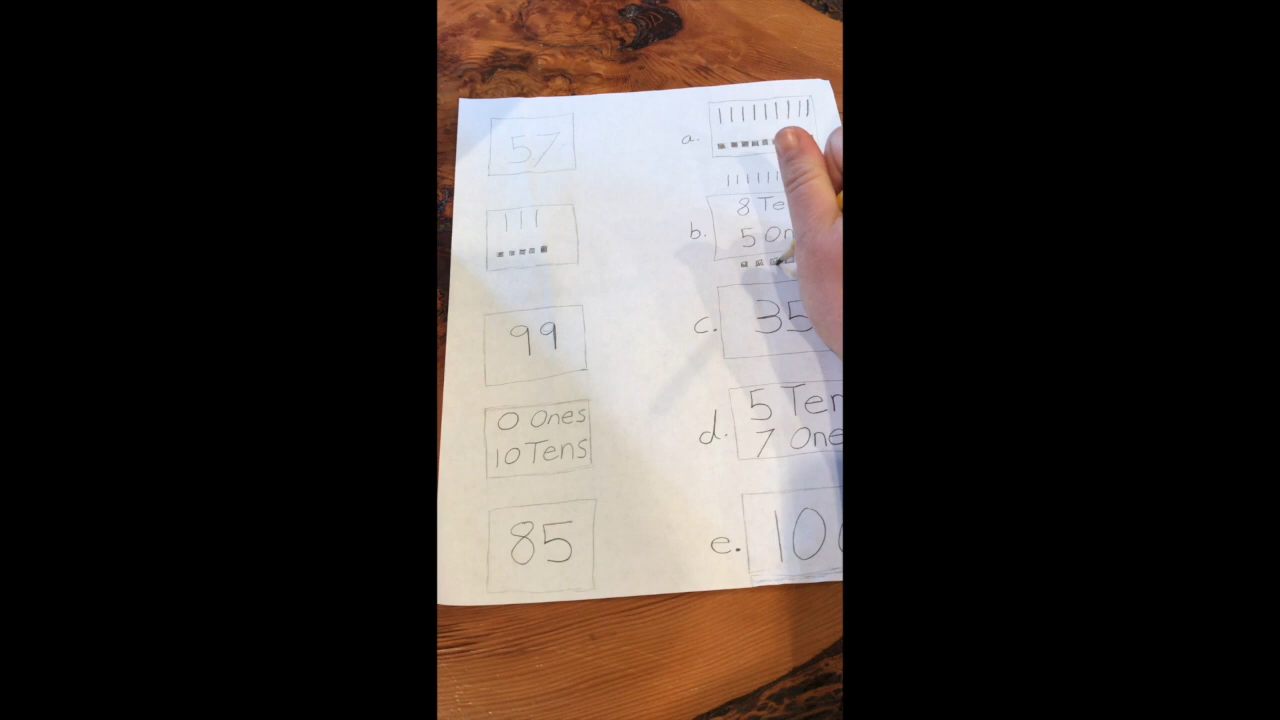 57
a.
8 Te
b.
5 On
99
c.
35
0 Ones
10 Tens
5 Ten
d.
7 One
85
e.
10